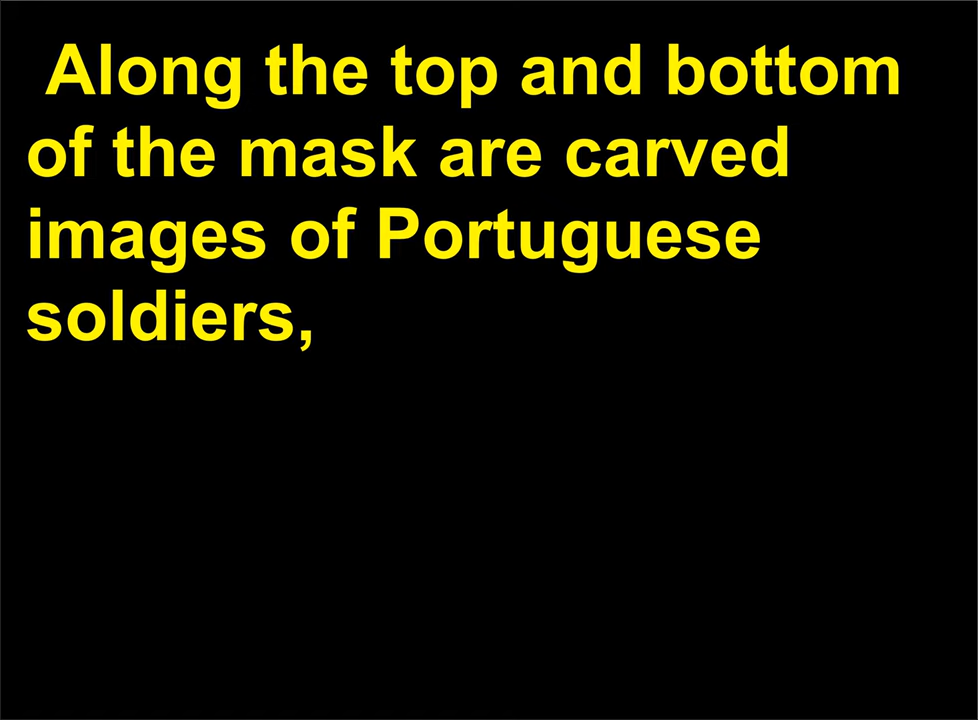 Along the top and bottom
of the mask are carved
images of Portuguese
soldiers,